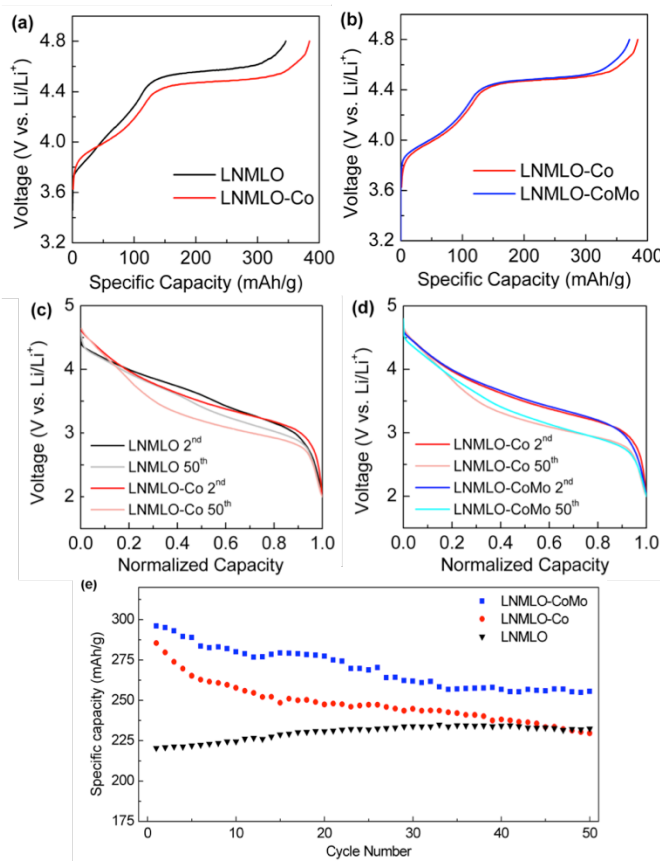 (a)
4.8
4.4
4.0
3.6
3.2
Voltage (V vs. Li/Li⁺)
LNMLO
LNMLO-Co
0 100 200 300 400
Specific Capacity (mAh/g)
(b)
4.8
4.4
4.0
3.6
3.2
Voltage (V vs. Li/Li⁺)
LNMLO-Co
LNMLO-CoMo
0 100 200 300 400
Specific Capacity (mAh/g)
(c)
5
4
3
2
Voltage (V vs. Li/Li⁺)
LNMLO 2ⁿᵈ
LNMLO 50ᵗʰ
LNMLO-Co 2ⁿᵈ
LNMLO-Co 50ᵗʰ
0.0 0.2 0.4 0.6 0.8 1.0
Normalized Capacity
(d)
5
4
3
2
Voltage (V vs. Li/Li⁺)
LNMLO-Co 2ⁿᵈ
LNMLO-Co 50ᵗʰ
LNMLO-CoMo 2ⁿᵈ
LNMLO-CoMo 50ᵗʰ
0.0 0.2 0.4 0.6 0.8 1.0
Normalized Capacity
(e)
300
275
250
225
200
175
Specific capacity (mAh/g)
LNMLO-CoMo
LNMLO-Co
LNMLO
0 10 20 30 40 50
Cycle Number